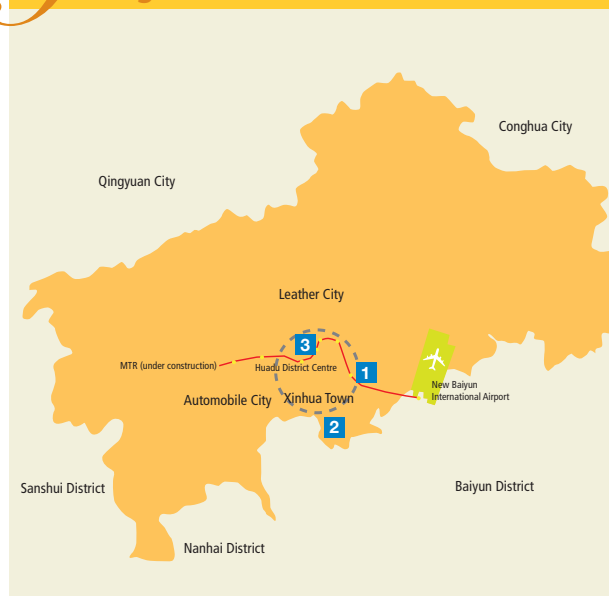 Conghua City
Qingyuan City
Leather City
3
MTR (under construction)
Huadu District Centre
1
New Baiyun
International Airport
Automobile City
Xinhua Town
2
Sanshui District
Baiyun District
Nanhai District